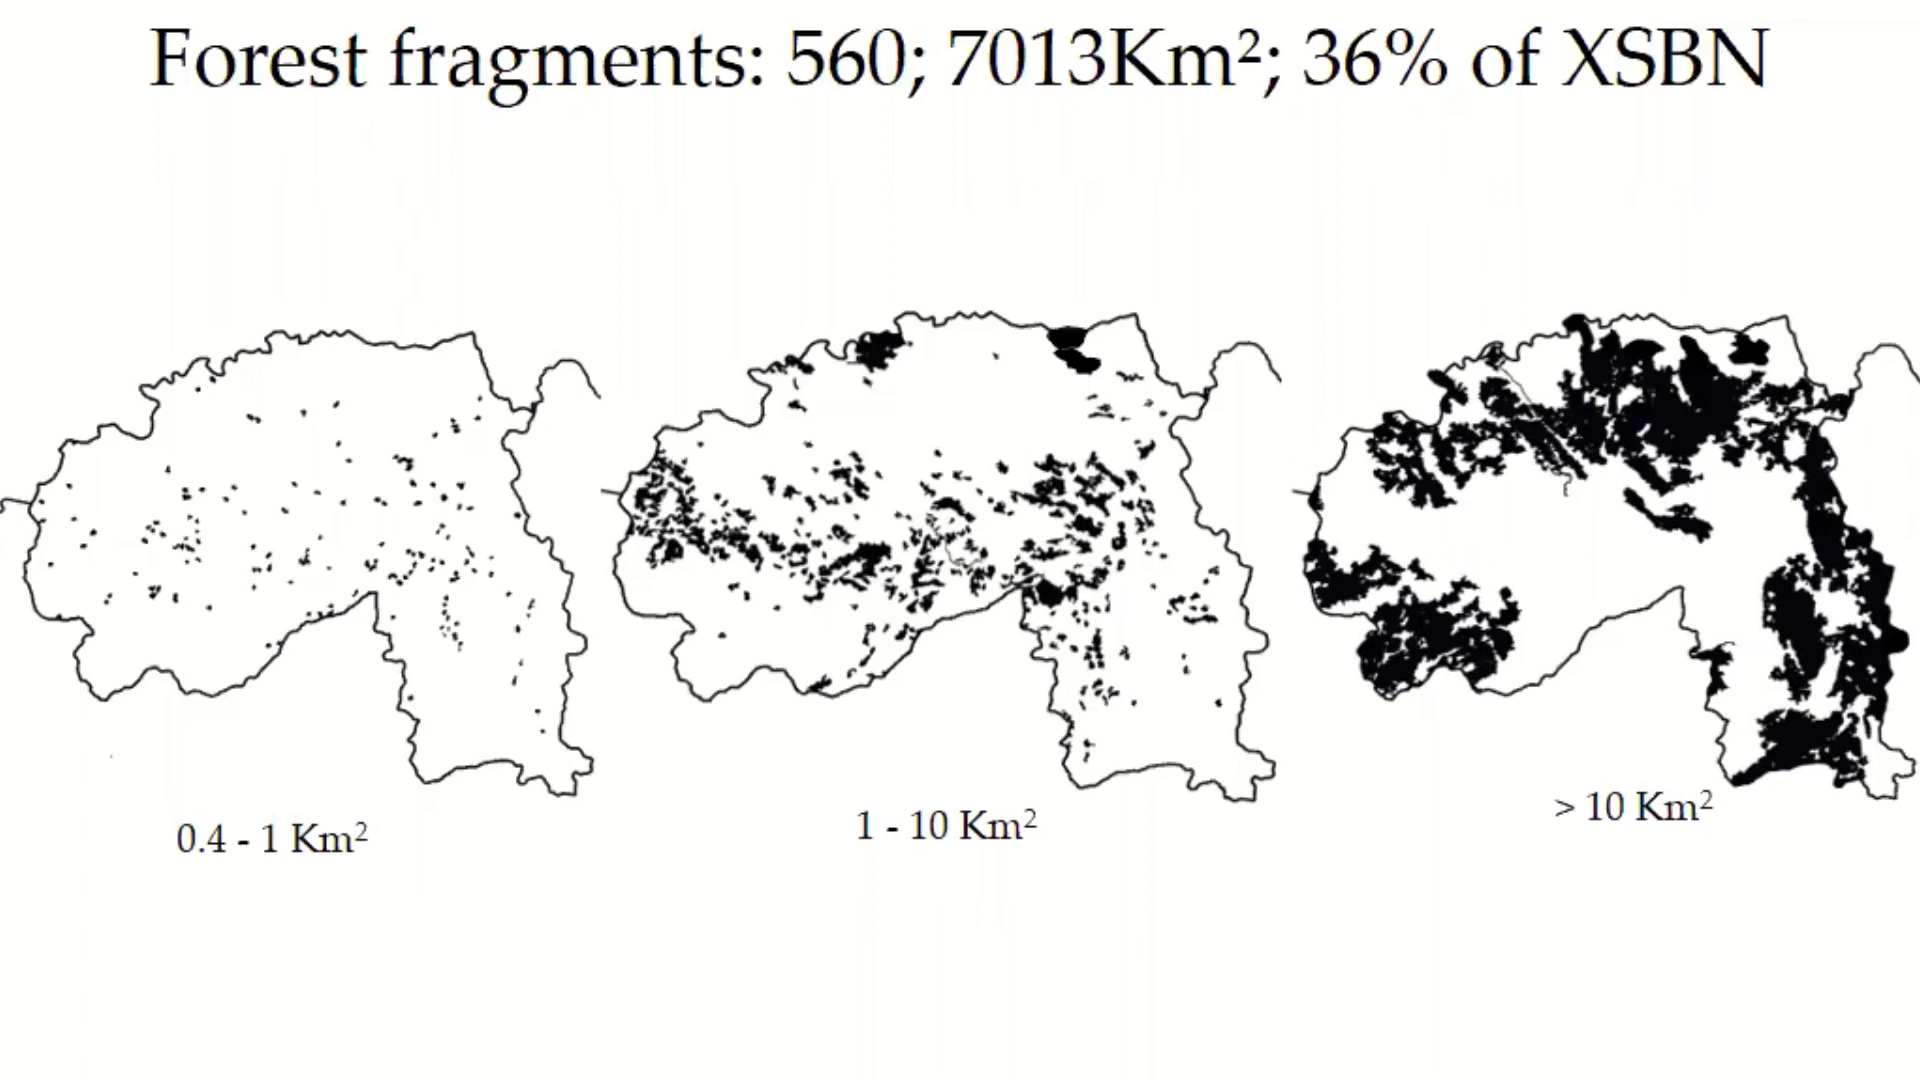 Forest fragments: 560; 7013Km²; 36% of XSBN
0.4 - 1 Km²
1 - 10 Km²
> 10 Km²